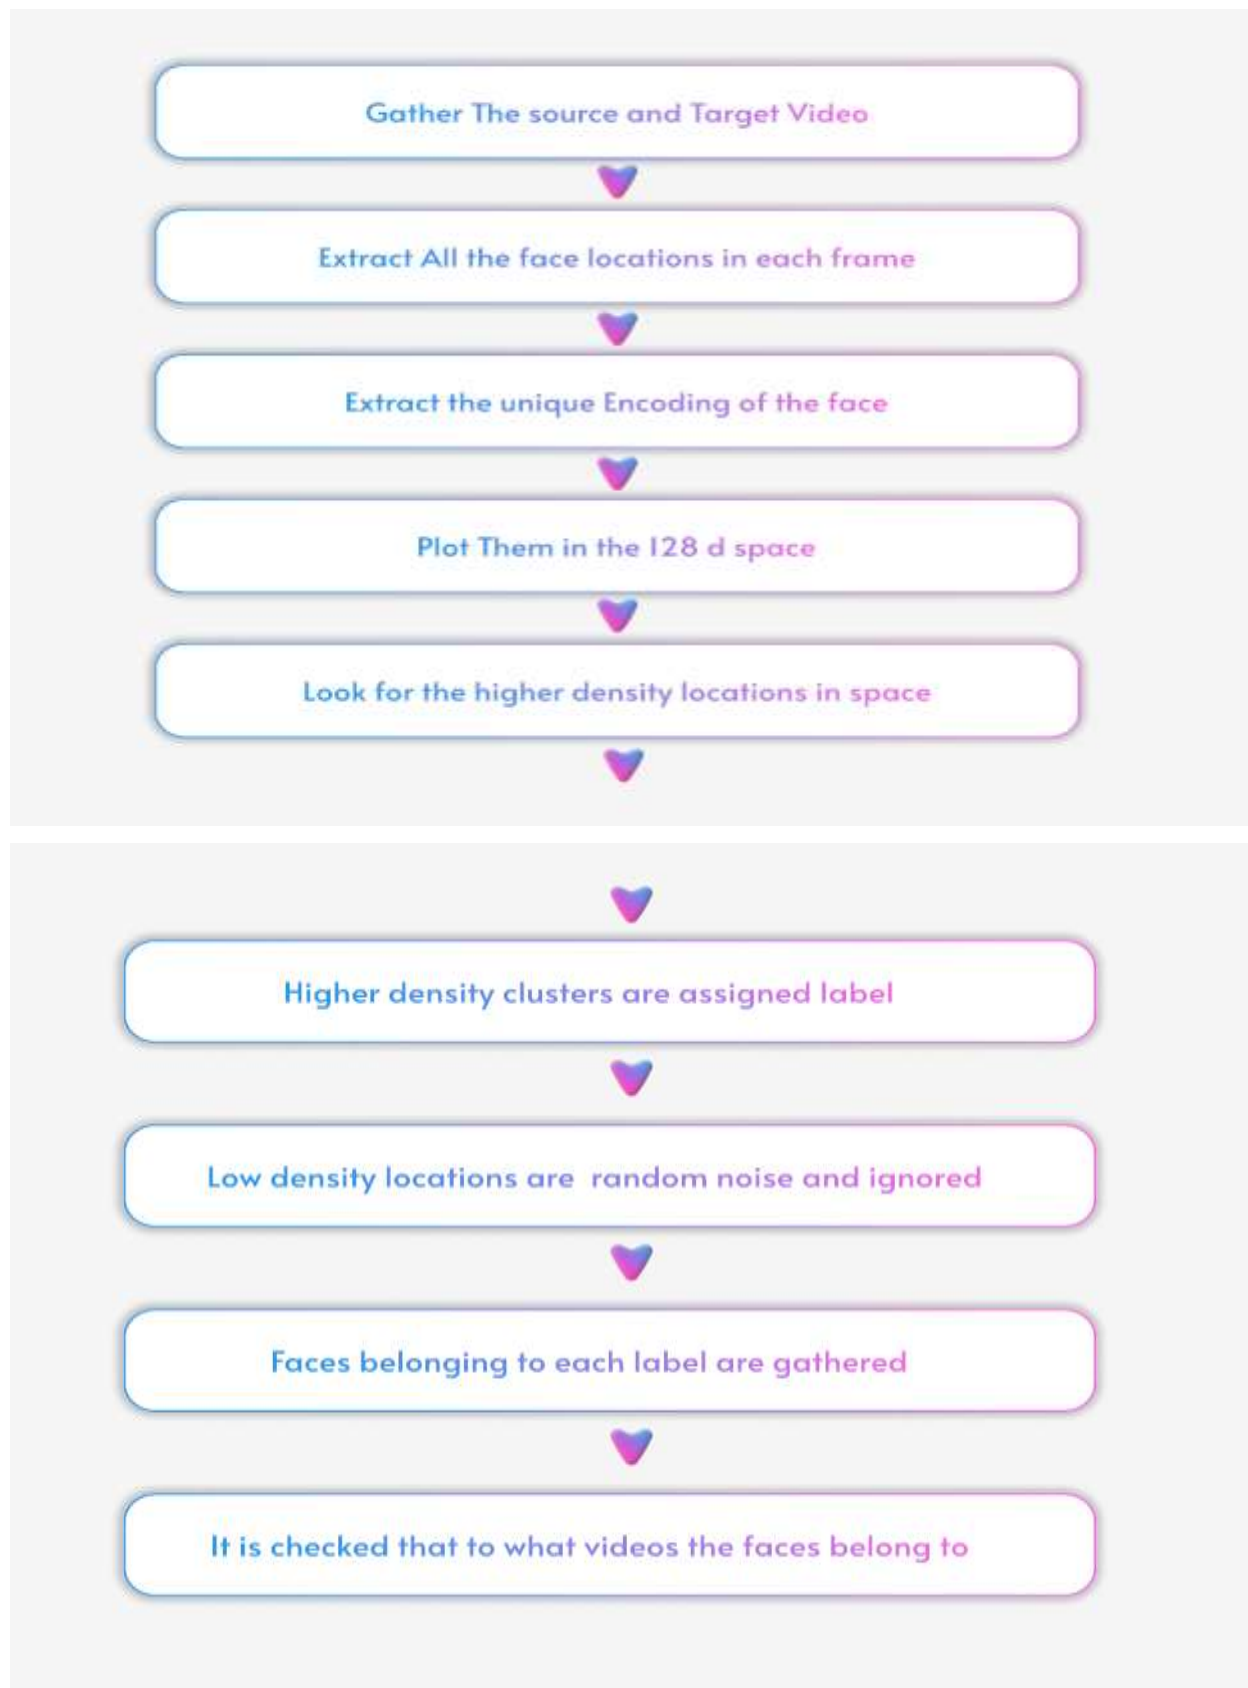 Gather The source and Target Video
Extract All the face locations in each frame
Extract the unique Encoding of the face
Plot Them in the 128 d space
Look for the higher density locations in space
Higher density clusters are assigned label
Low density locations are random noise and ignored
Faces belonging to each label are gathered
It is checked that to what videos the faces belong to